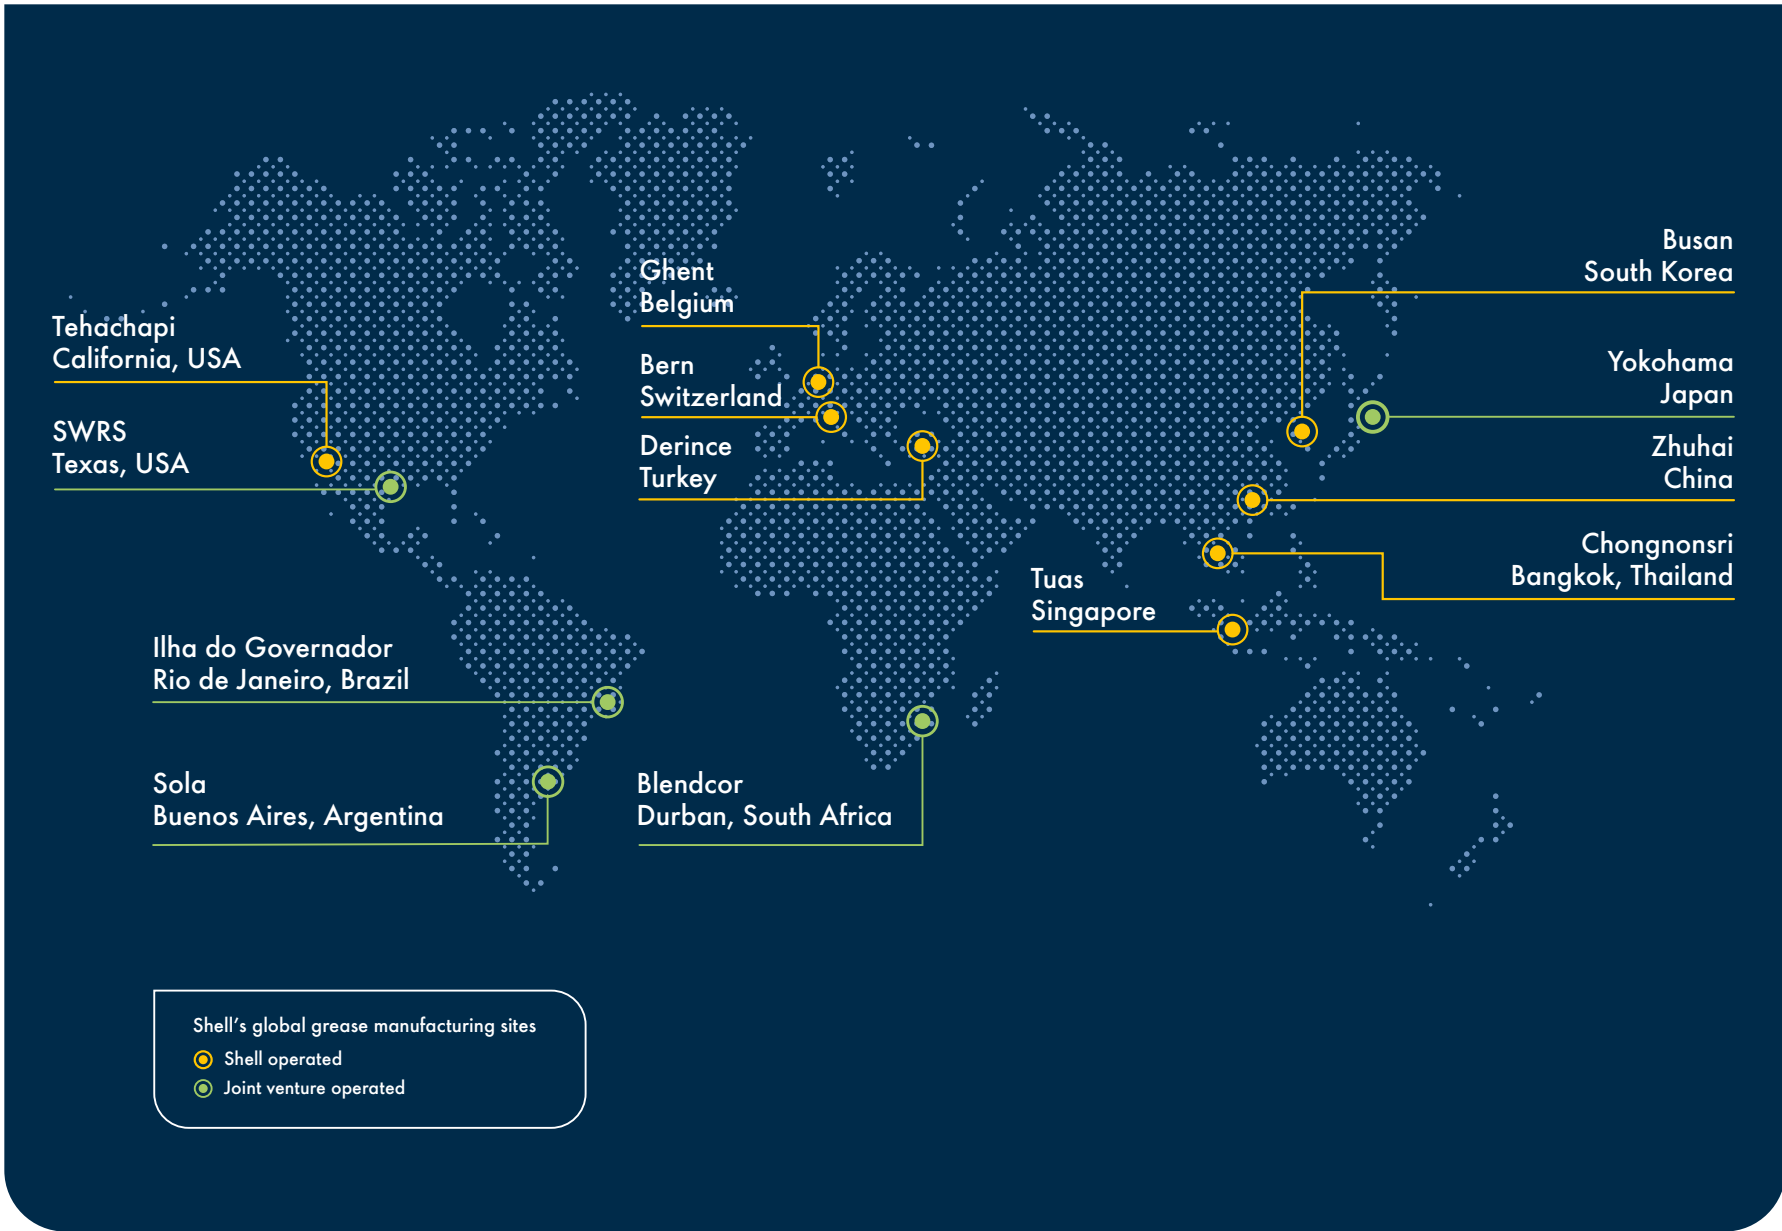 Busan
South Korea
Ghent
Belgium
Tehachapi
California, USA
Bern
Switzerland
Yokohama
Japan
SWRS
Texas, USA
Derince
Turkey
Zhuhai
China
Chongnonsri
Bangkok, Thailand
Tuas
Singapore
Ilha do Governador
Rio de Janeiro, Brazil
Sola
Buenos Aires, Argentina
Blendcor
Durban, South Africa
Shell’s global grease manufacturing sites
Shell operated
Joint venture operated